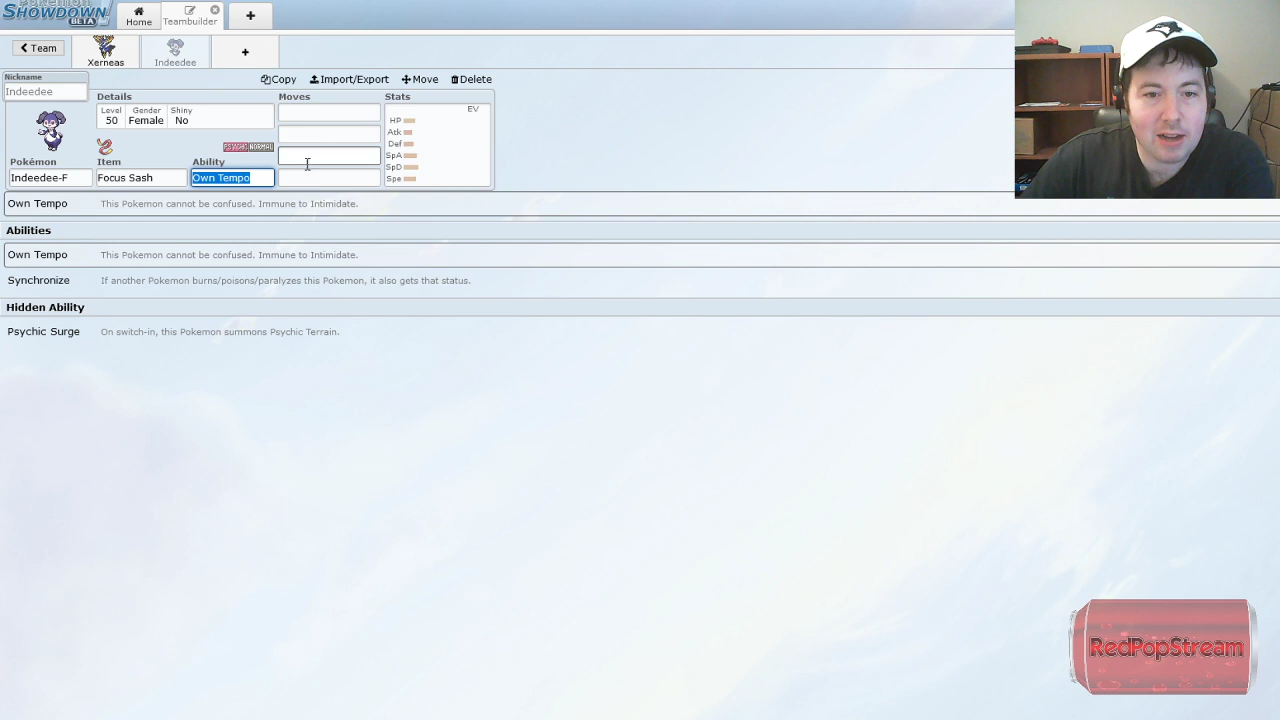 Pokémon
SHOWDOWN
BETA
Home
Teambuilder
+
Team
Xerneas
Indeedee
+
Nickname
Indeedee
Copy
Import/Export
Move
Delete
Details
Moves
Stats
Level
Gender
Shiny
50
Female
No
EV
HP
Atk
Def
SpA
SpD
Spe
PSYCHIC NORMAL
Pokémon
Item
Ability
Indeedee-F
Focus Sash
Own Tempo
Own Tempo This Pokemon cannot be confused. Immune to Intimidate.
Abilities
Own Tempo This Pokemon cannot be confused. Immune to Intimidate.
Synchronize If another Pokemon burns/poisons/paralyzes this Pokemon, it also gets that status.
Hidden Ability
Psychic Surge On switch-in, this Pokemon summons Psychic Terrain.
RedPopStream